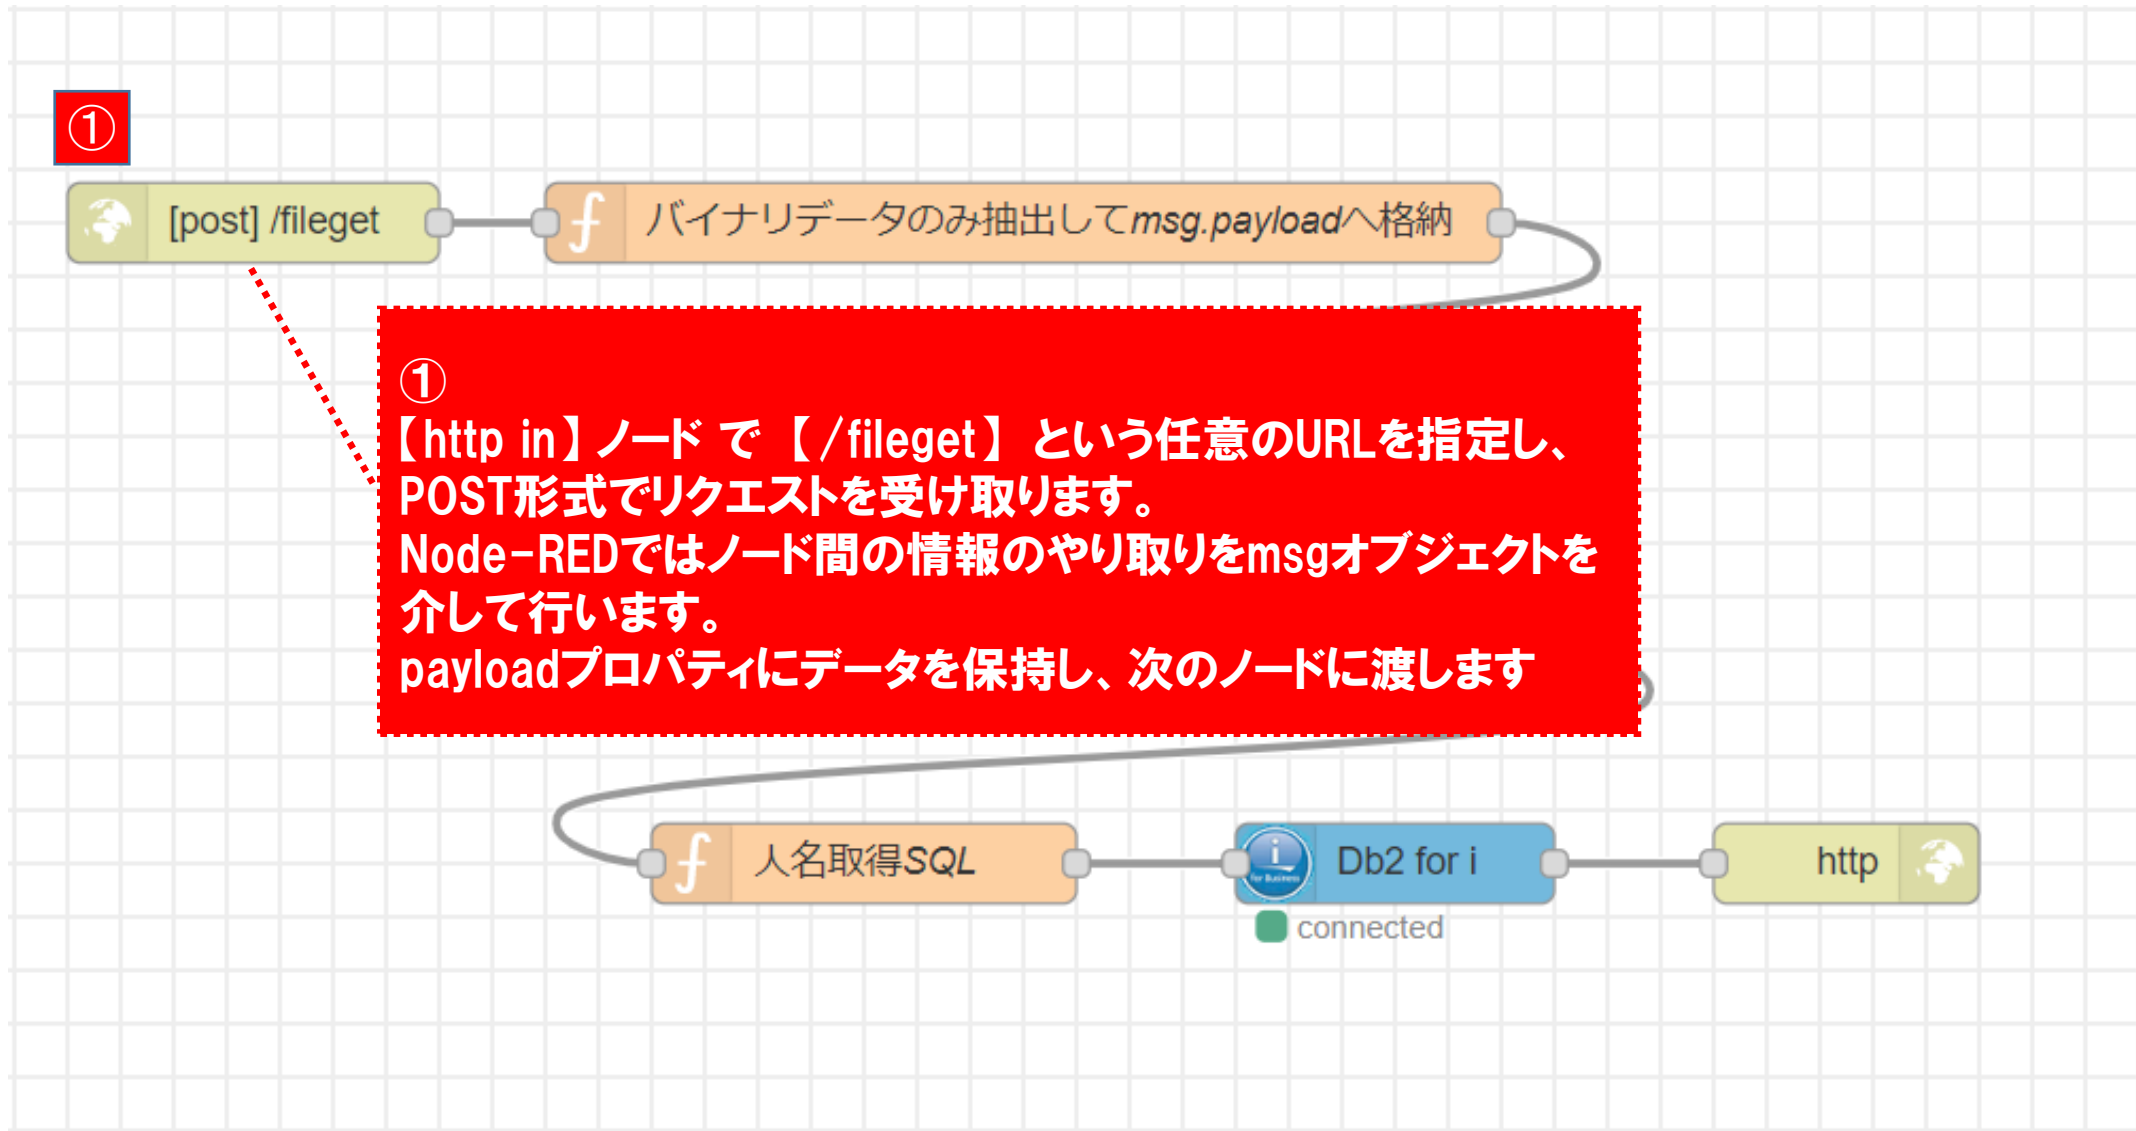 ①
[post] /fileget
バイナリデータのみ抽出してmsg.payloadへ格納
①
【http in】ノード で 【/fileget】 という任意のURLを指定し、
POST形式でリクエストを受け取ります。
Node-REDではノード間の情報のやり取りをmsgオブジェクトを
介して行います。
payloadプロパティにデータを保持し、次のノードに渡します
人名取得SQL
i
for Business
Db2 for i
http
connected